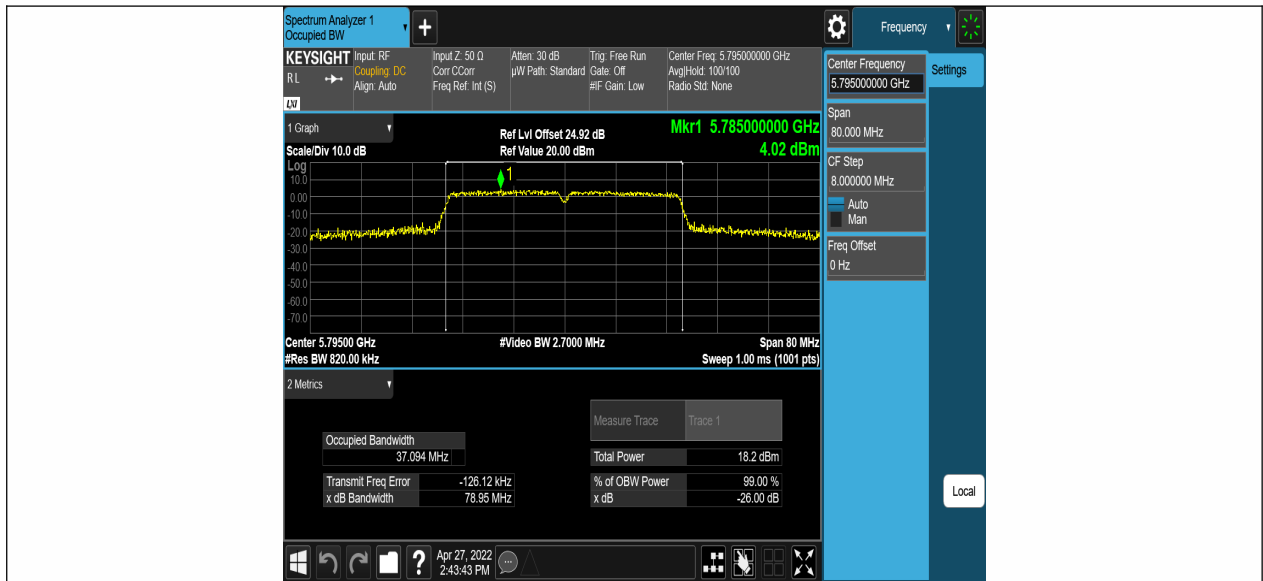 Spectrum Analyzer 1
Occupied BW
+
Frequency
KEYSIGHT
RL
LXI
Input: RF
Coupling: DC
Align: Auto
Input Z: 50 Ω
Corr CCorr
Freq Ref: Int (S)
Atten: 30 dB
µW Path: Standard
Trig: Free Run
Gate: Off
#IF Gain: Low
Center Freq: 5.795000000 GHz
Avg|Hold: 100/100
Radio Std: None
1 Graph
Scale/Div 10.0 dB
Ref Lvl Offset 24.92 dB
Ref Value 20.00 dBm
Mkr1 5.785000000 GHz
4.02 dBm
Log
10.0
0.00
-10.0
-20.0
-30.0
-40.0
-50.0
-60.0
-70.0
1
Center 5.79500 GHz
#Video BW 2.7000 MHz
Span 80 MHz
#Res BW 820.00 kHz
Sweep 1.00 ms (1001 pts)
2 Metrics
Measure Trace
Trace 1
Occupied Bandwidth
37.094 MHz
Total Power
18.2 dBm
Transmit Freq Error
-126.12 kHz
% of OBW Power
99.00 %
x dB Bandwidth
78.95 MHz
x dB
-26.00 dB
Center Frequency
5.795000000 GHz
Settings
Span
80.000 MHz
CF Step
8.000000 MHz
Auto
Man
Freq Offset
0 Hz
Local
?
Apr 27, 2022
2:43:43 PM